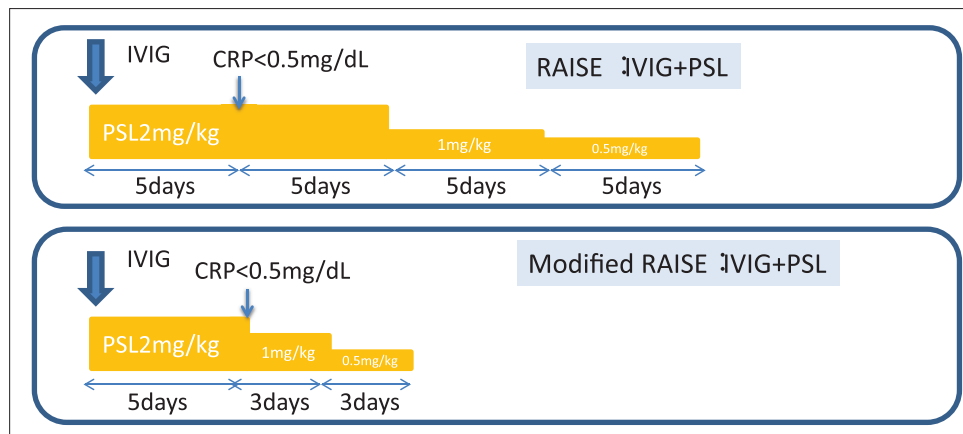 IVIG
CRP<0.5mg/dL
RAISE :IVIG+PSL
PSL2mg/kg
1mg/kg
0.5mg/kg
5days 5days 5days 5days
IVIG
CRP<0.5mg/dL
Modified RAISE :IVIG+PSL
PSL2mg/kg
1mg/kg
0.5mg/kg
5days 3days 3days